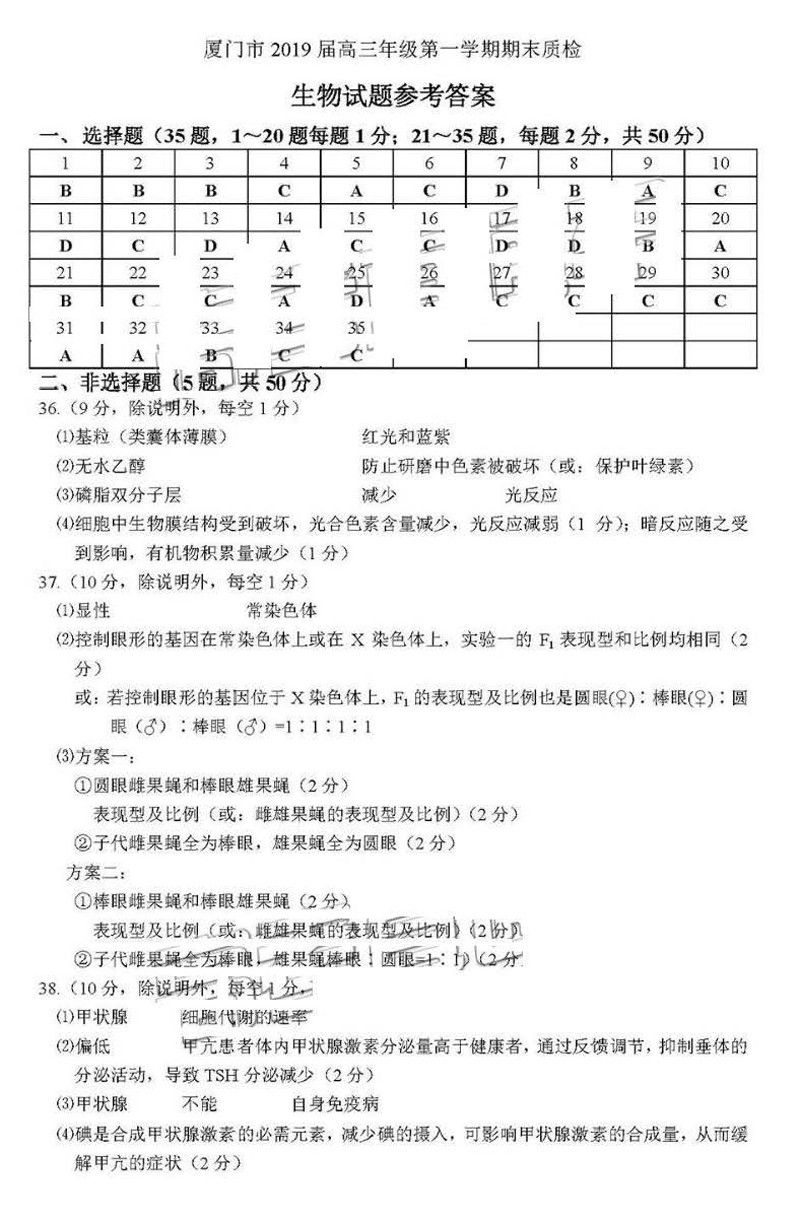 厦门市 2019 届高三年级第一学期期末质检
生物试题参考答案
一、选择题（35 题，1～20 题每题 1 分；21～35 题，每题 2 分，共 50 分）
1 2 3 4 5 6 7 8 9 10
B B B C A C D B A C
11 12 13 14 15 16 17 18 19 20
D C D A C C D D B A
21 22 23 24 25 26 27 28 29 30
B C C A D A C C C C
31 32 33 34 35
A A B C C
二、非选择题（5 题，共 50 分）
36.（9 分，除说明外，每空 1 分）
⑴基粒（类囊体薄膜） 红光和蓝紫
⑵无水乙醇 防止研磨中色素被破坏（或：保护叶绿素）
⑶磷脂双分子层 减少 光反应
⑷细胞中生物膜结构受到破坏，光合色素含量减少，光反应减弱（1 分）；暗反应随之受
到影响，有机物积累量减少（1 分）
37.（10 分，除说明外，每空 1 分）
⑴显性 常染色体
⑵控制眼形的基因在常染色体上或在 X 染色体上，实验一的 F₁ 表现型和比例均相同（2
分）
或：若控制眼形的基因位于 X 染色体上，F₁ 的表现型及比例也是圆眼(♀)∶棒眼(♀)∶圆
眼（♂）∶棒眼（♂）=1∶1∶1∶1
⑶方案一：
①圆眼雌果蝇和棒眼雄果蝇（2 分）
表现型及比例（或：雌雄果蝇的表现型及比例）（2 分）
②子代雌果蝇全为棒眼，雄果蝇全为圆眼（2 分）
方案二：
①棒眼雌果蝇和棒眼雄果蝇（2 分）
表现型及比例（或：雌雄果蝇的表现型及比例）（2 分）
②子代雌果蝇全为棒眼，雄果蝇棒眼∶圆眼=1∶1）（2 分
38.（10 分，除说明外，每空 1 分，
⑴甲状腺 细胞代谢的速率
⑵偏低 甲亢患者体内甲状腺激素分泌量高于健康者，通过反馈调节，抑制垂体的
分泌活动，导致 TSH 分泌减少（2 分）
⑶甲状腺 不能 自身免疫病
⑷碘是合成甲状腺激素的必需元素，减少碘的摄入，可影响甲状腺激素的合成量，从而缓
解甲亢的症状（2 分）